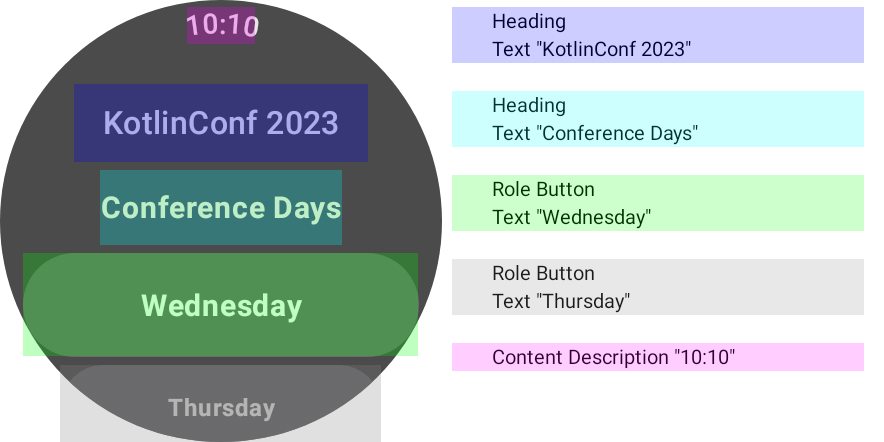 10:10
KotlinConf 2023
Conference Days
Wednesday
Thursday
Heading
Text "KotlinConf 2023"
Heading
Text "Conference Days"
Role Button
Text "Wednesday"
Role Button
Text "Thursday"
Content Description "10:10"